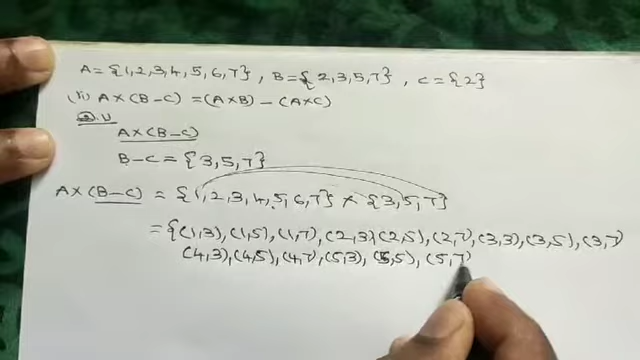 A = {1,2,3,4,5,6,7}, B = {2,3,5,7}, C = {2}
(ii) A×(B-C) = (A×B) - (A×C)
A×(B-C)
B-C = {3,5,7}
A×(B-C) = {1,2,3,4,5,6,7} × {3,5,7}
= {(1,3),(1,5),(1,7),(2,3)(2,5),(2,7),(3,3),(3,5),(3,7)
(4,3),(4,5),(4,7),(5,3),(5,5),(5,7)